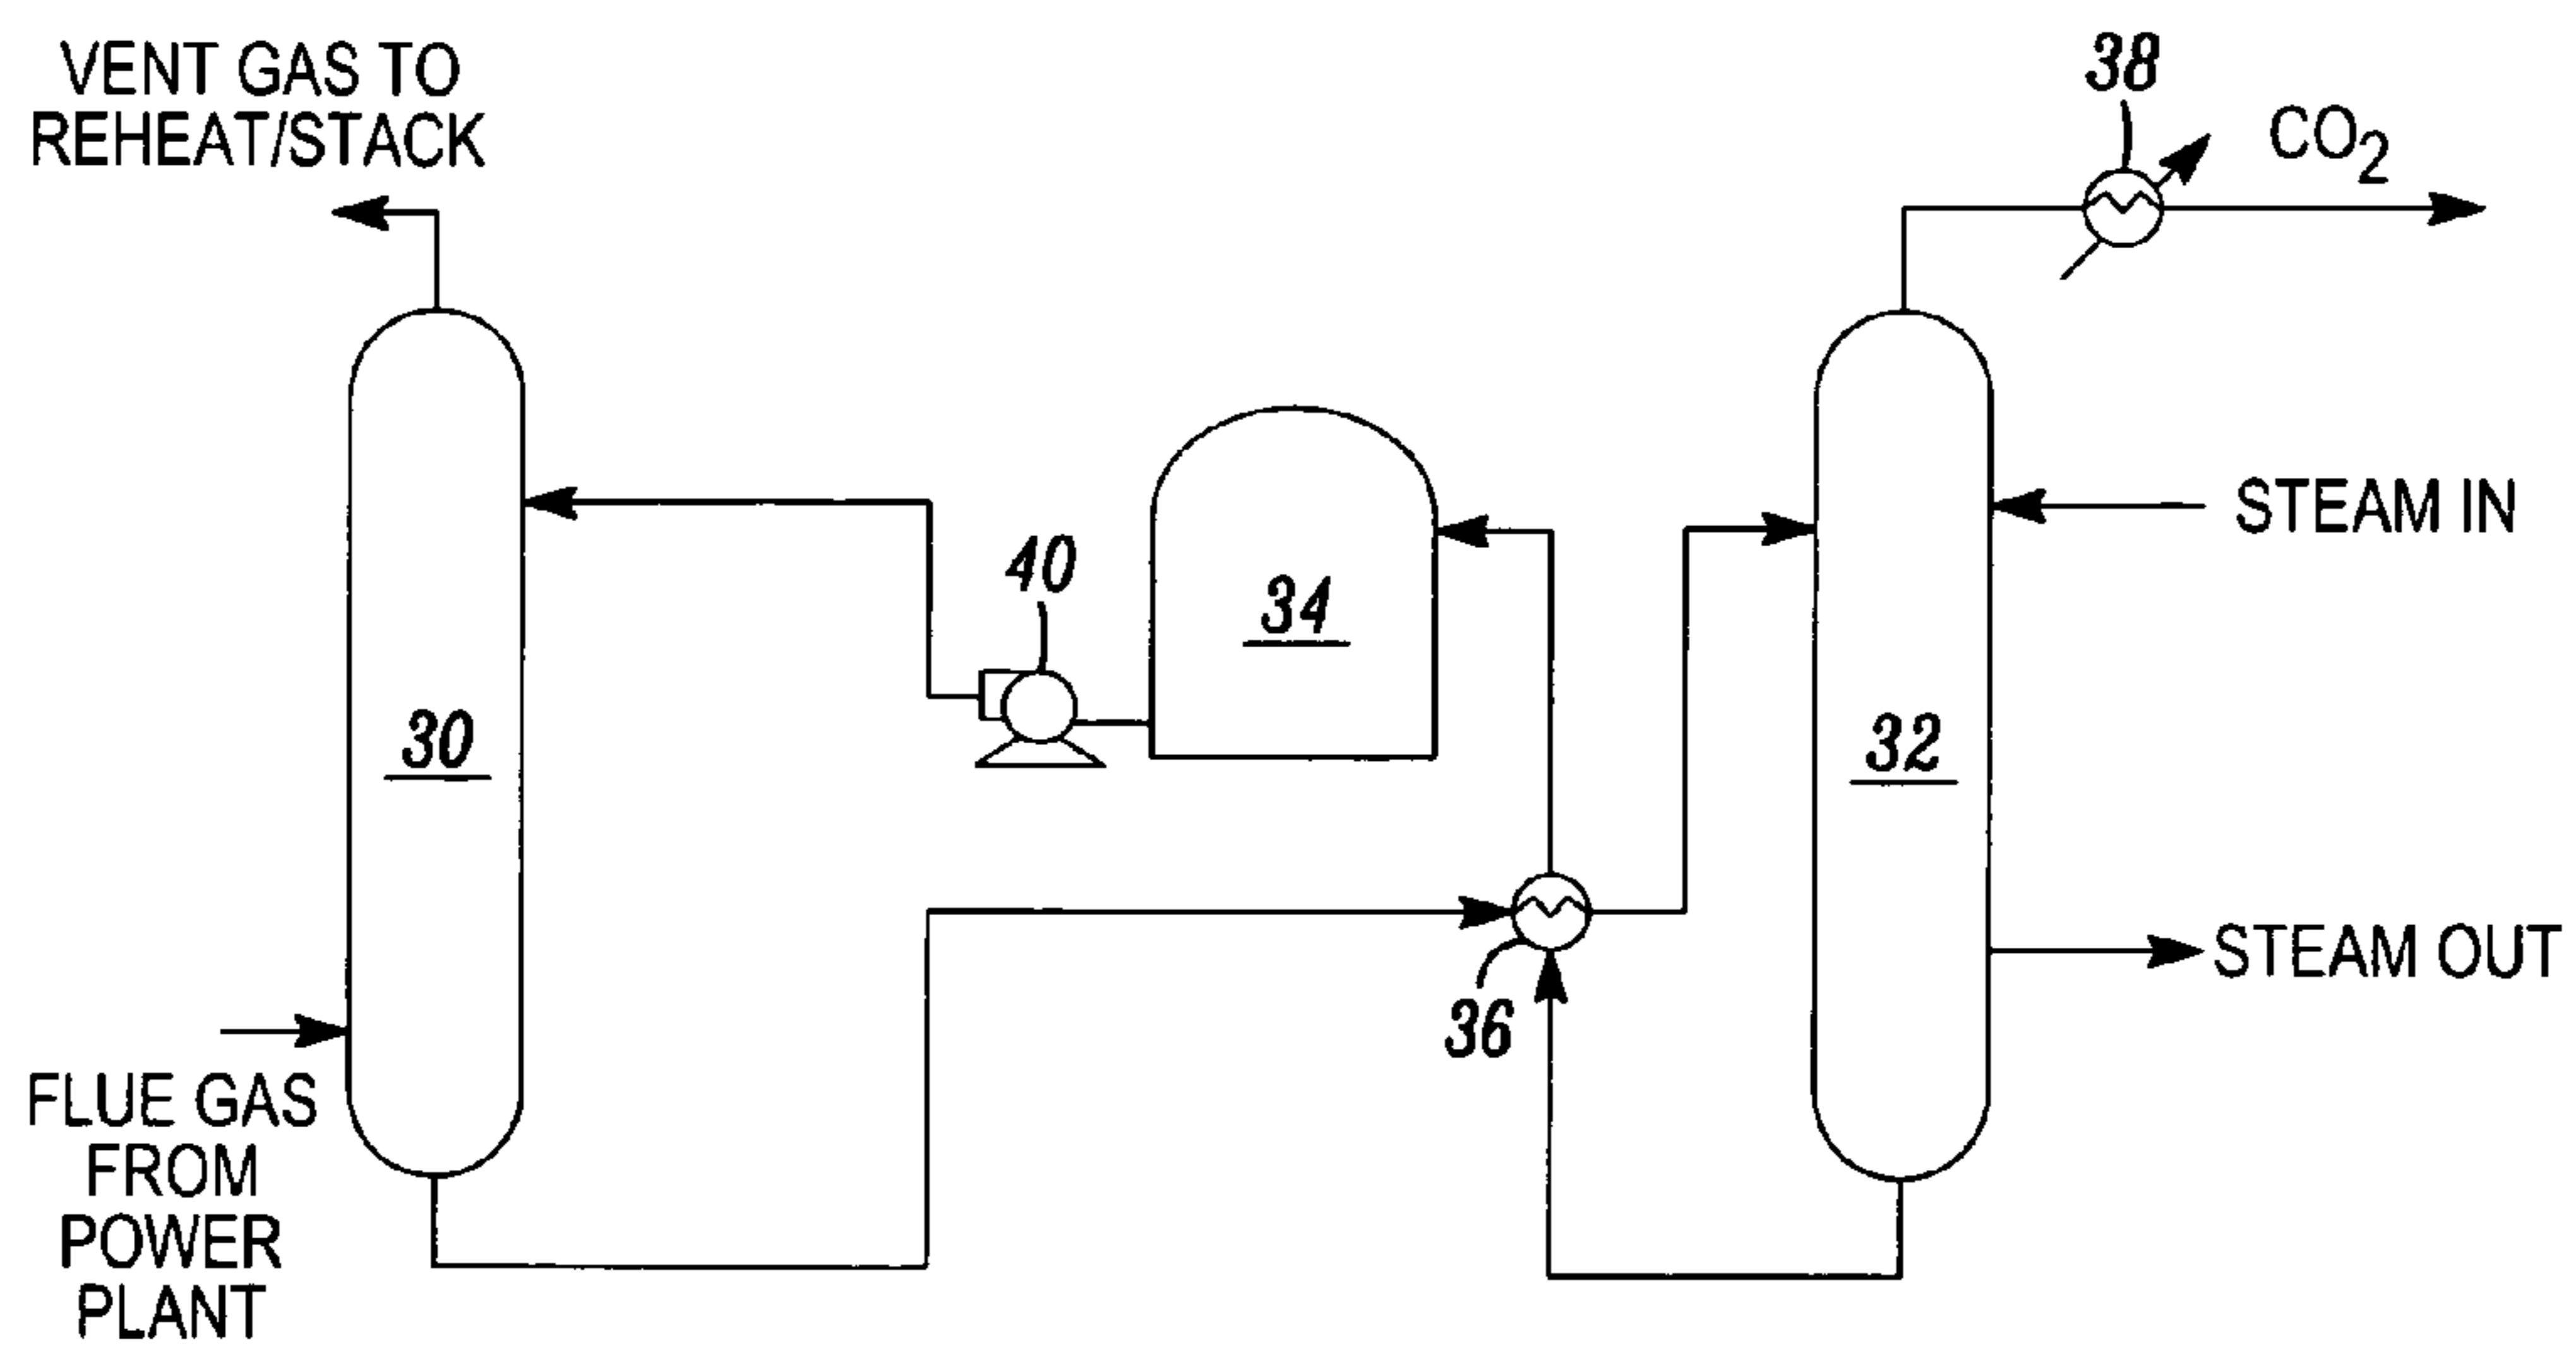 VENT GAS TO
REHEAT/STACK
38
CO2
40
34
STEAM IN
30
32
36
STEAM OUT
FLUE GAS
FROM
POWER
PLANT